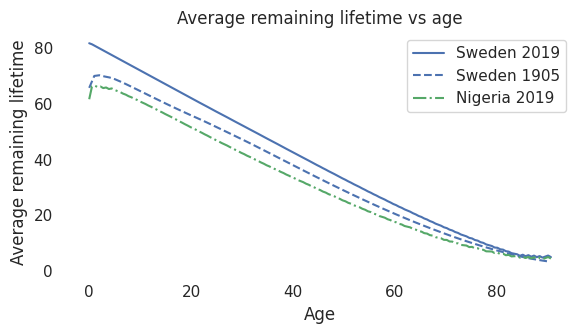 Average remaining lifetime vs age
Sweden 2019
Sweden 1905
Nigeria 2019
Average remaining lifetime
80
60
40
20
0
0 20 40 60 80
Age